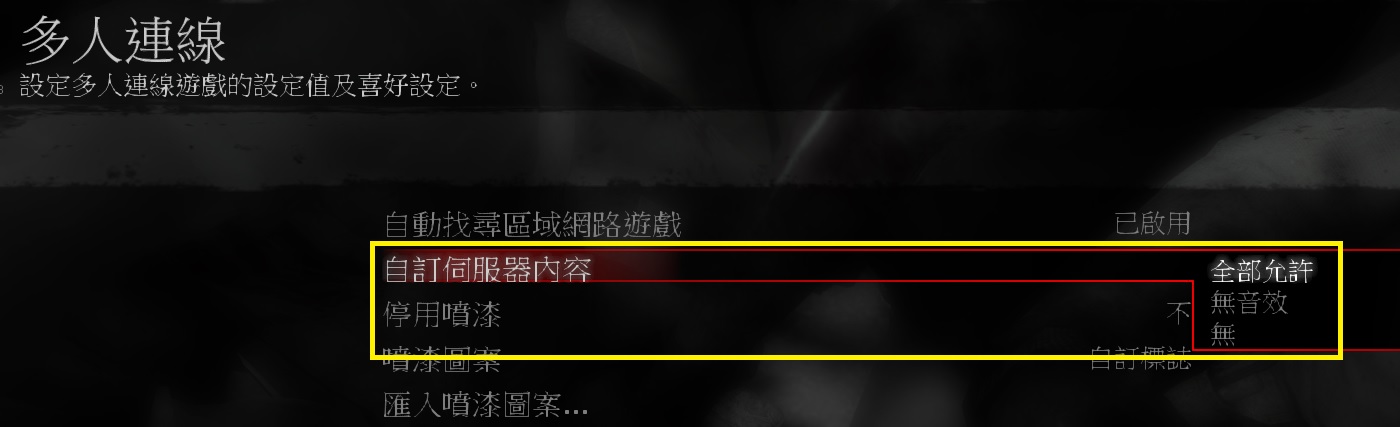 多人連線
設定多人連線遊戲的設定值及喜好設定。
自動找尋區域網路遊戲 已啟用
自訂伺服器內容 全部允許
無音效
停用噴漆 不
無
噴漆圖案 自訂標誌
匯入噴漆圖案...